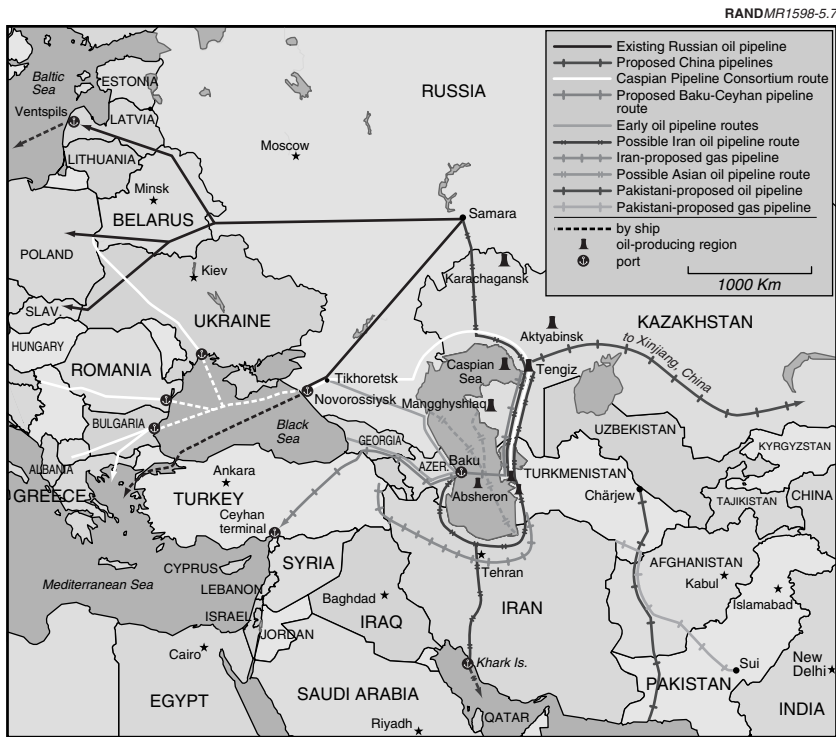 RANDMR1598-5.7
Existing Russian oil pipeline
Proposed China pipelines
Caspian Pipeline Consortium route
Proposed Baku-Ceyhan pipeline
route
Early oil pipeline routes
Possible Iran oil pipeline route
Iran-proposed gas pipeline
Possible Asian oil pipeline route
Pakistani-proposed oil pipeline
Pakistani-proposed gas pipeline
by ship
oil-producing region
port
1000 Km
Baltic
Sea
ESTONIA
Ventspils
LATVIA
RUSSIA
LITHUANIA
Moscow
Minsk
BELARUS
Samara
POLAND
Kiev
Karachagansk
SLAV.
UKRAINE
Aktyabinsk
KAZAKHSTAN
HUNGARY
ROMANIA
Caspian
Sea
Tengiz
to Xinjiang, China
Tikhoretsk
Novorossiysk
Mangghyshlaq
BULGARIA
Black
Sea
UZBEKISTAN
GEORGIA
KYRGYZSTAN
ALBANIA
AZER.
Baku
TURKMENISTAN
GREECE
Ankara
TURKEY
Absheron
Chärjew
TAJIKISTAN
CHINA
Ceyhan
terminal
CYPRUS
SYRIA
Tehran
AFGHANISTAN
Kabul
Mediterranean Sea
LEBANON
Baghdad
IRAN
Islamabad
ISRAEL
IRAQ
JORDAN
Cairo
Khark Is.
Sui
New
Delhi
EGYPT
SAUDI ARABIA
PAKISTAN
INDIA
Riyadh
QATAR